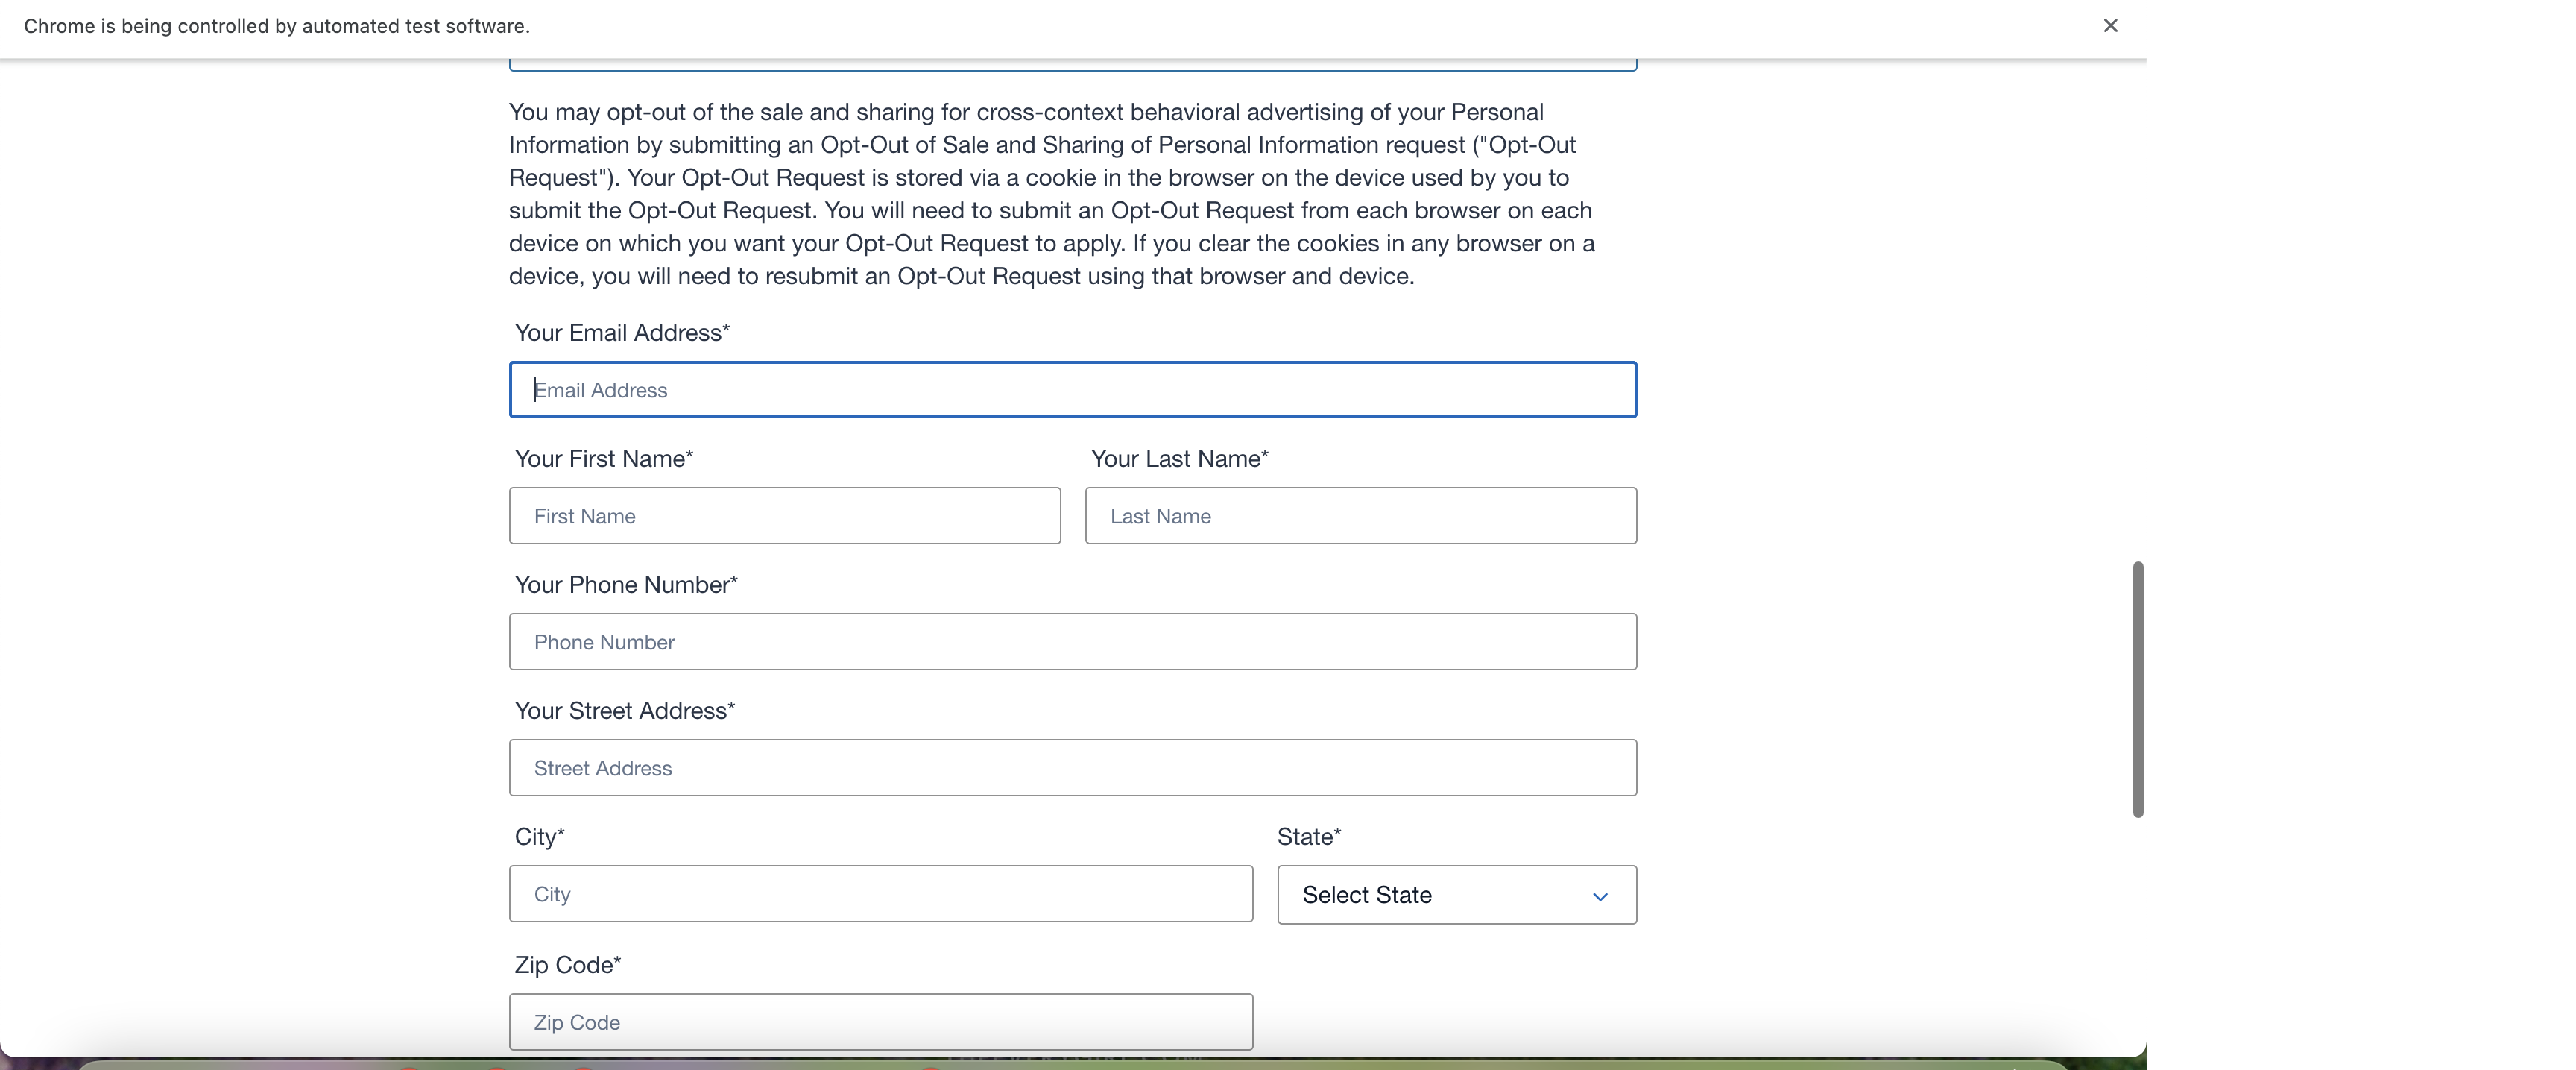 Chrome is being controlled by automated test software.
You may opt-out of the sale and sharing for cross-context behavioral advertising of your Personal
Information by submitting an Opt-Out of Sale and Sharing of Personal Information request ("Opt-Out
Request"). Your Opt-Out Request is stored via a cookie in the browser on the device used by you to
submit the Opt-Out Request. You will need to submit an Opt-Out Request from each browser on each
device on which you want your Opt-Out Request to apply. If you clear the cookies in any browser on a
device, you will need to resubmit an Opt-Out Request using that browser and device.
Your Email Address*
Email Address
Your First Name* Your Last Name*
First Name Last Name
Your Phone Number*
Phone Number
Your Street Address*
Street Address
City* State*
City Select State
Zip Code*
Zip Code